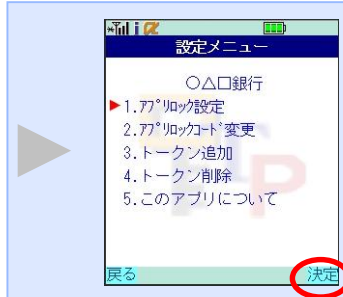 設定メニュー
○△□銀行
▶1.ｱﾌﾟﾘﾛｯｸ設定
2.ｱﾌﾟﾘﾛｯｸｺｰﾄﾞ変更
3.トークン追加
4.トークン削除
5.このアプリについて
戻る 決定